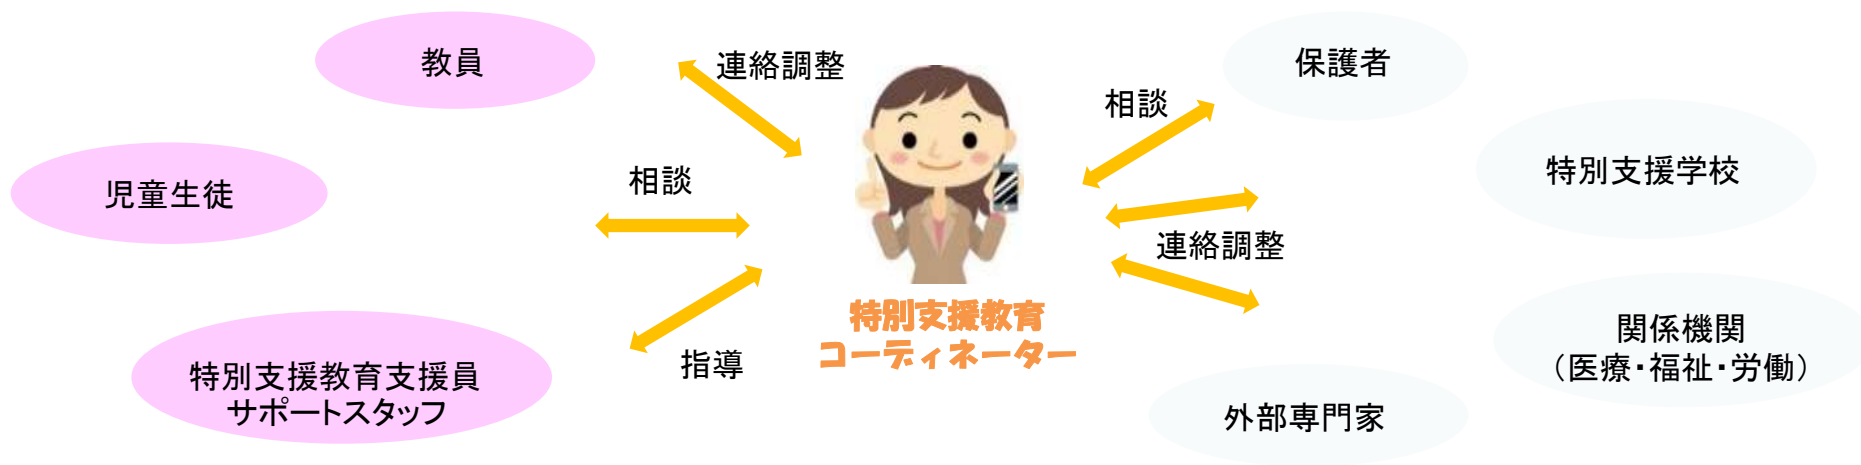 教員
連絡調整
保護者
相談
児童生徒
相談
特別支援学校
連絡調整
特別支援教育
コーディネーター
特別支援教育支援員
サポートスタッフ
指導
関係機関
（医療・福祉・労働）
外部専門家